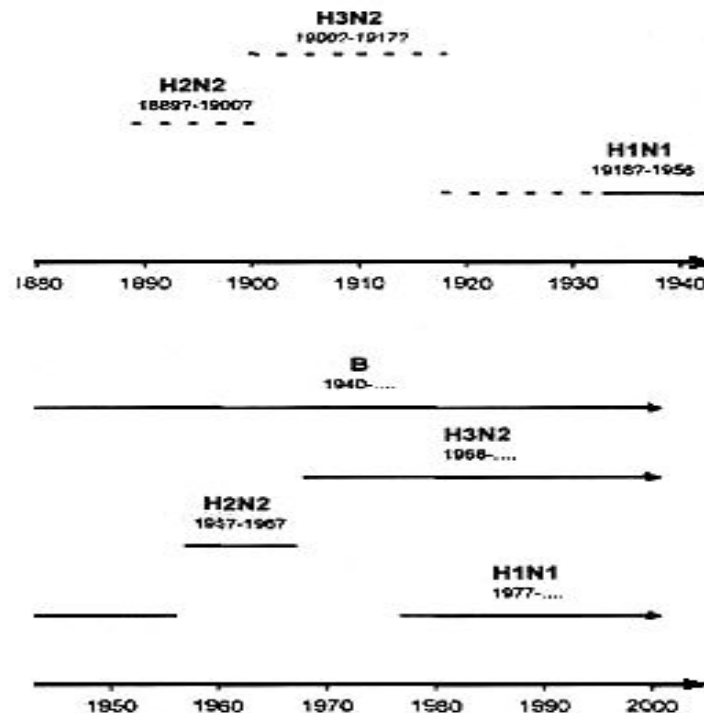 H3N2
1900?-1917?
H2N2
1889?-1900?
H1N1
1918?-1956
1880 1890 1900 1910 1920 1930 1940
B
1940-....
H3N2
1968-....
H2N2
1957-1967
H1N1
1977-....
1950 1960 1970 1980 1990 2000